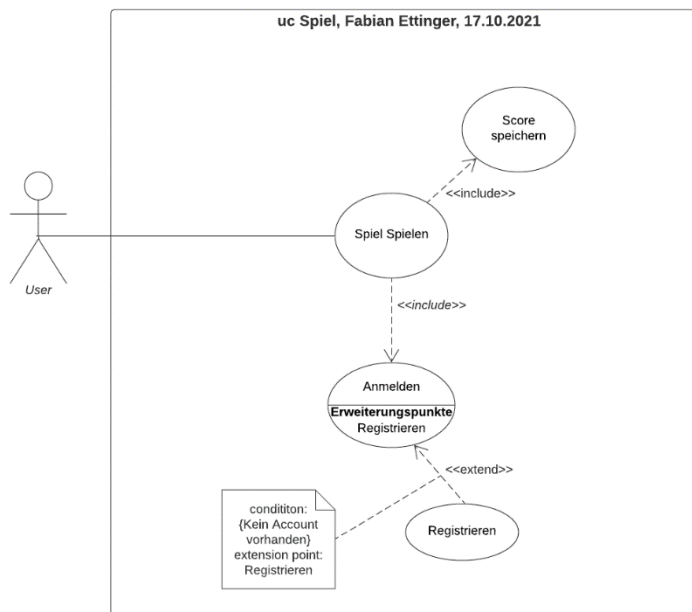 uc Spiel, Fabian Ettinger, 17.10.2021
Score
speichern
<<include>>
Spiel Spielen
User
<<include>>
Anmelden
Erweiterungspunkte
Registrieren
<<extend>>
condititon:
{Kein Account
vorhanden}
extension point:
Registrieren
Registrieren